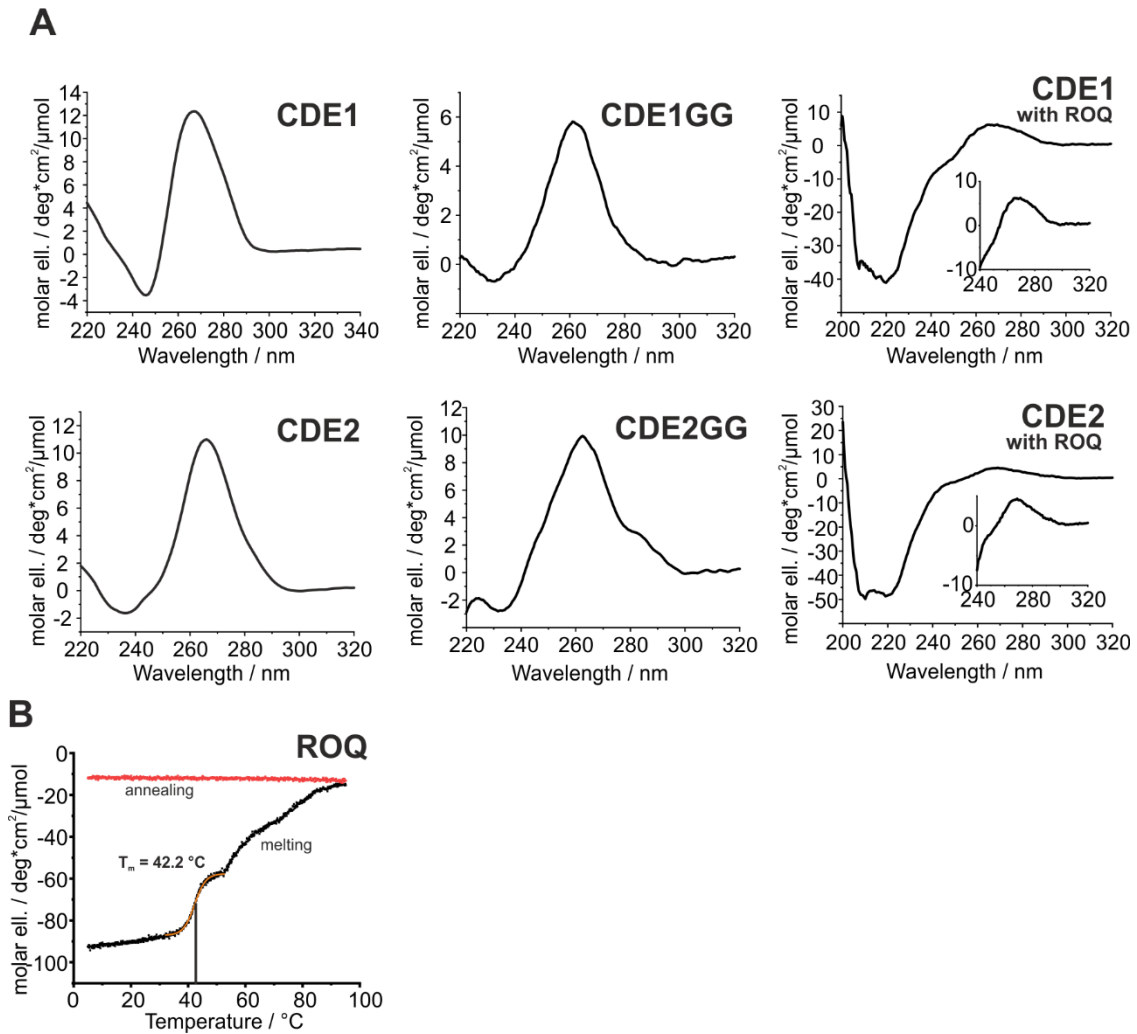 A
CDE1
molar ell. / deg*cm²/µmol
14
12
10
8
6
4
2
0
-2
-4
220 240 260 280 300 320 340
Wavelength / nm
CDE1GG
molar ell. / deg*cm²/µmol
6
4
2
0
220 240 260 280 300 320
Wavelength / nm
CDE1
with ROQ
molar ell. / deg*cm²/µmol
10
0
-10
-20
-30
-40
200 220 240 260 280 300 320
Wavelength / nm
10
0
-10
240 260 280 320
CDE2
molar ell. / deg*cm²/µmol
12
10
8
6
4
2
0
-2
220 240 260 280 300 320
Wavelength / nm
CDE2GG
molar ell. / deg*cm²/µmol
12
10
8
6
4
2
0
-2
220 240 260 280 300 320
Wavelength / nm
CDE2
with ROQ
molar ell. / deg*cm²/µmol
30
20
10
0
-10
-20
-30
-40
-50
200 220 240 260 280 300 320
Wavelength / nm
0
-10
240 260 280 320
B
ROQ
molar ell. / deg*cm²/µmol
0
-20
-40
-60
-80
-100
annealing
melting
Tm = 42.2 °C
0 20 40 60 80 100
Temperature / °C